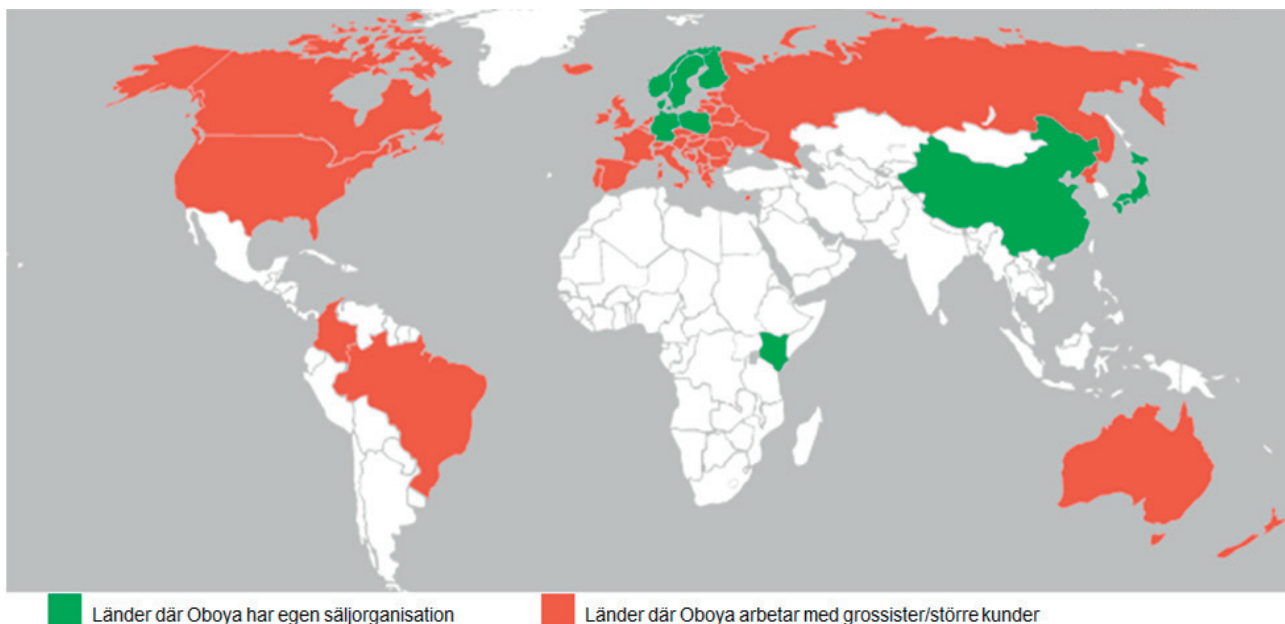 Länder där Oboya har egen säljorganisation
Länder där Oboya arbetar med grossister/större kunder